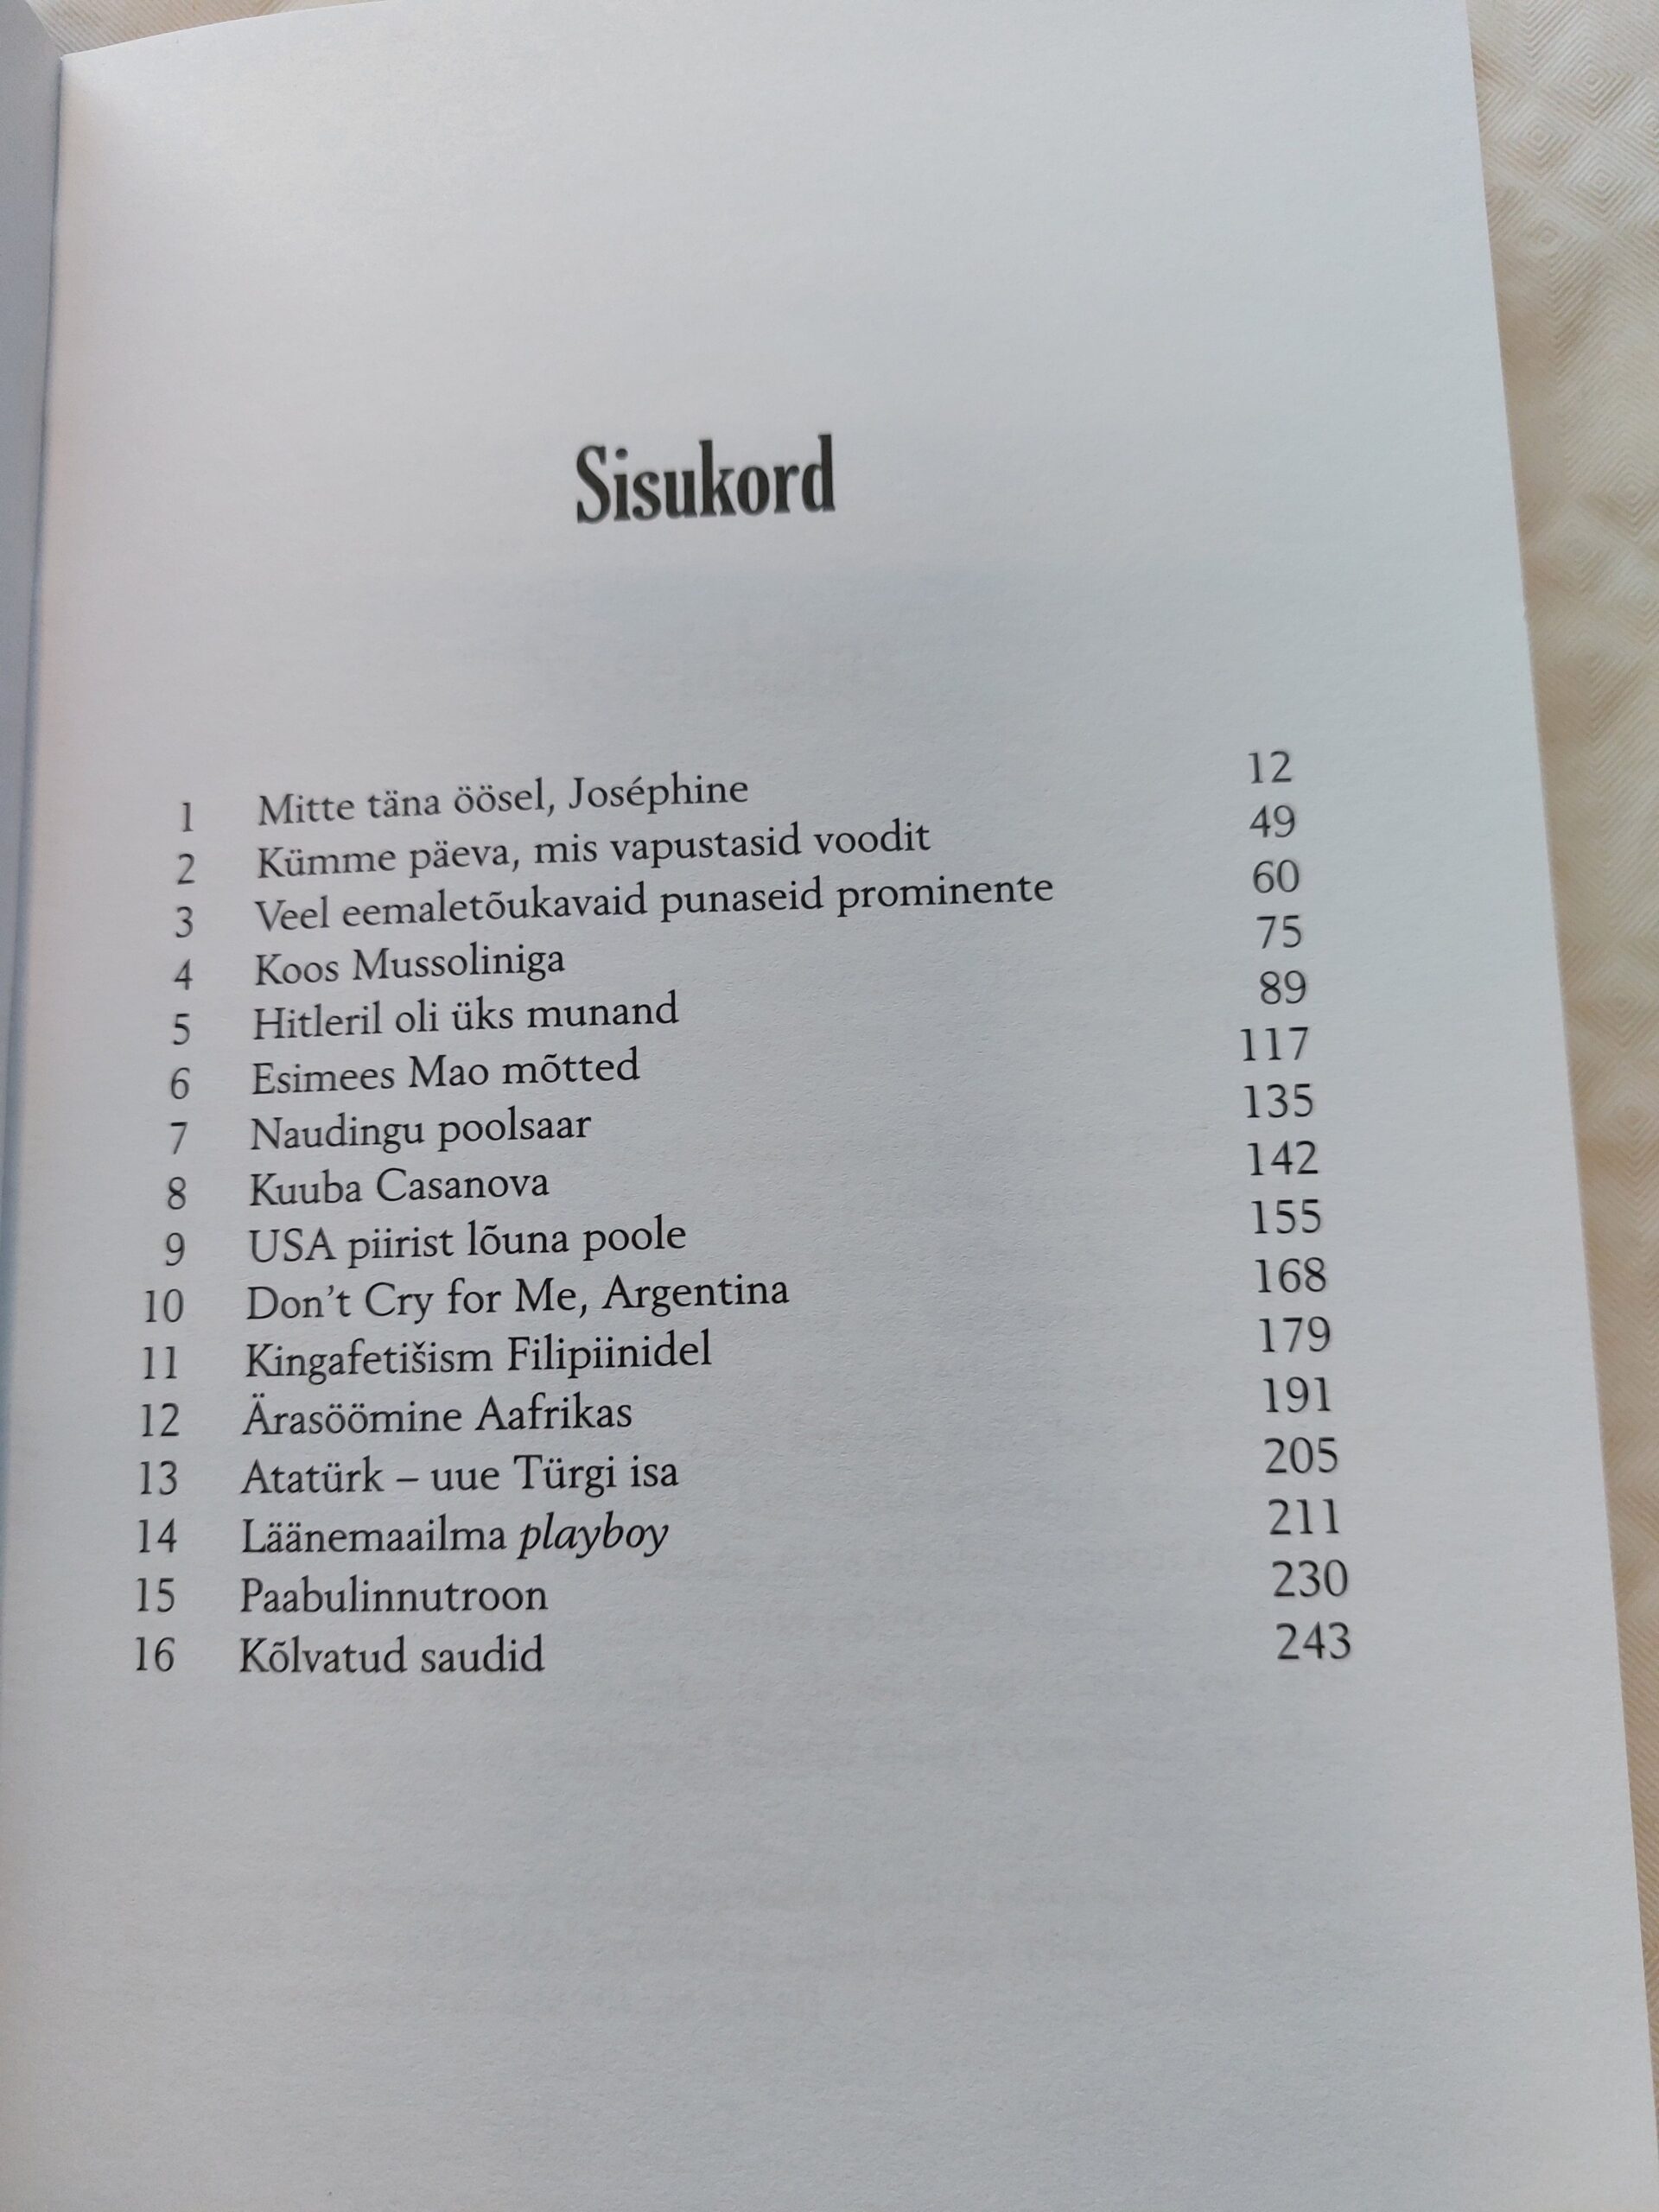 Sisukord
1 Mitte täna öösel, Joséphine 12
2 Kümme päeva, mis vapustasid voodit 49
3 Veel eemaletõukavaid punaseid prominente 60
4 Koos Mussoliniga 75
5 Hitleril oli üks munand 89
6 Esimees Mao mõtted 117
7 Naudingu poolsaar 135
8 Kuuba Casanova 142
9 USA piirist lõuna poole 155
10 Don’t Cry for Me, Argentina 168
11 Kingafetišism Filipiinidel 179
12 Ärasöömine Aafrikas 191
13 Atatürk – uue Türgi isa 205
14 Läänemaailma playboy 211
15 Paabulinnutroon 230
16 Kõlvatud saudid 243